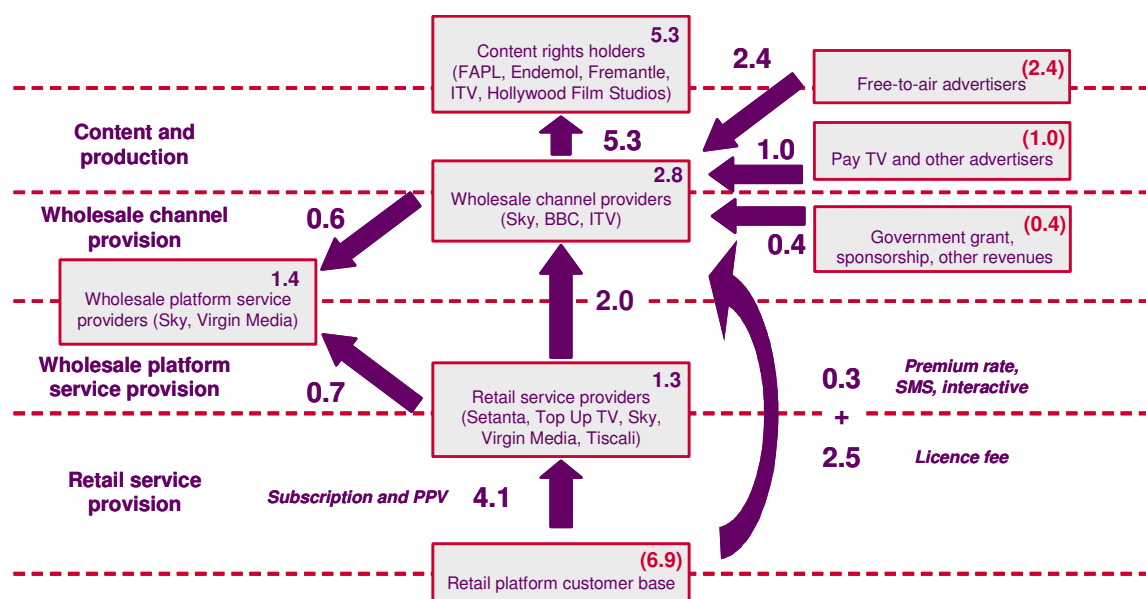 5.3
Content rights holders
(FAPL, Endemol, Fremantle,
ITV, Hollywood Film Studios)
2.4
(2.4)
Free-to-air advertisers
Content and
production
5.3
1.0
(1.0)
Pay TV and other advertisers
2.8
Wholesale channel providers
(Sky, BBC, ITV)
Wholesale channel
provision
0.6
0.4
(0.4)
Government grant,
sponsorship, other revenues
1.4
Wholesale platform service
providers (Sky, Virgin Media)
2.0
Wholesale platform
service provision
0.7
1.3
Retail service providers
(Setanta, Top Up TV, Sky,
Virgin Media, Tiscali)
0.3
Premium rate,
SMS, interactive
+
2.5
Licence fee
Retail service
provision
Subscription and PPV
4.1
(6.9)
Retail platform customer base